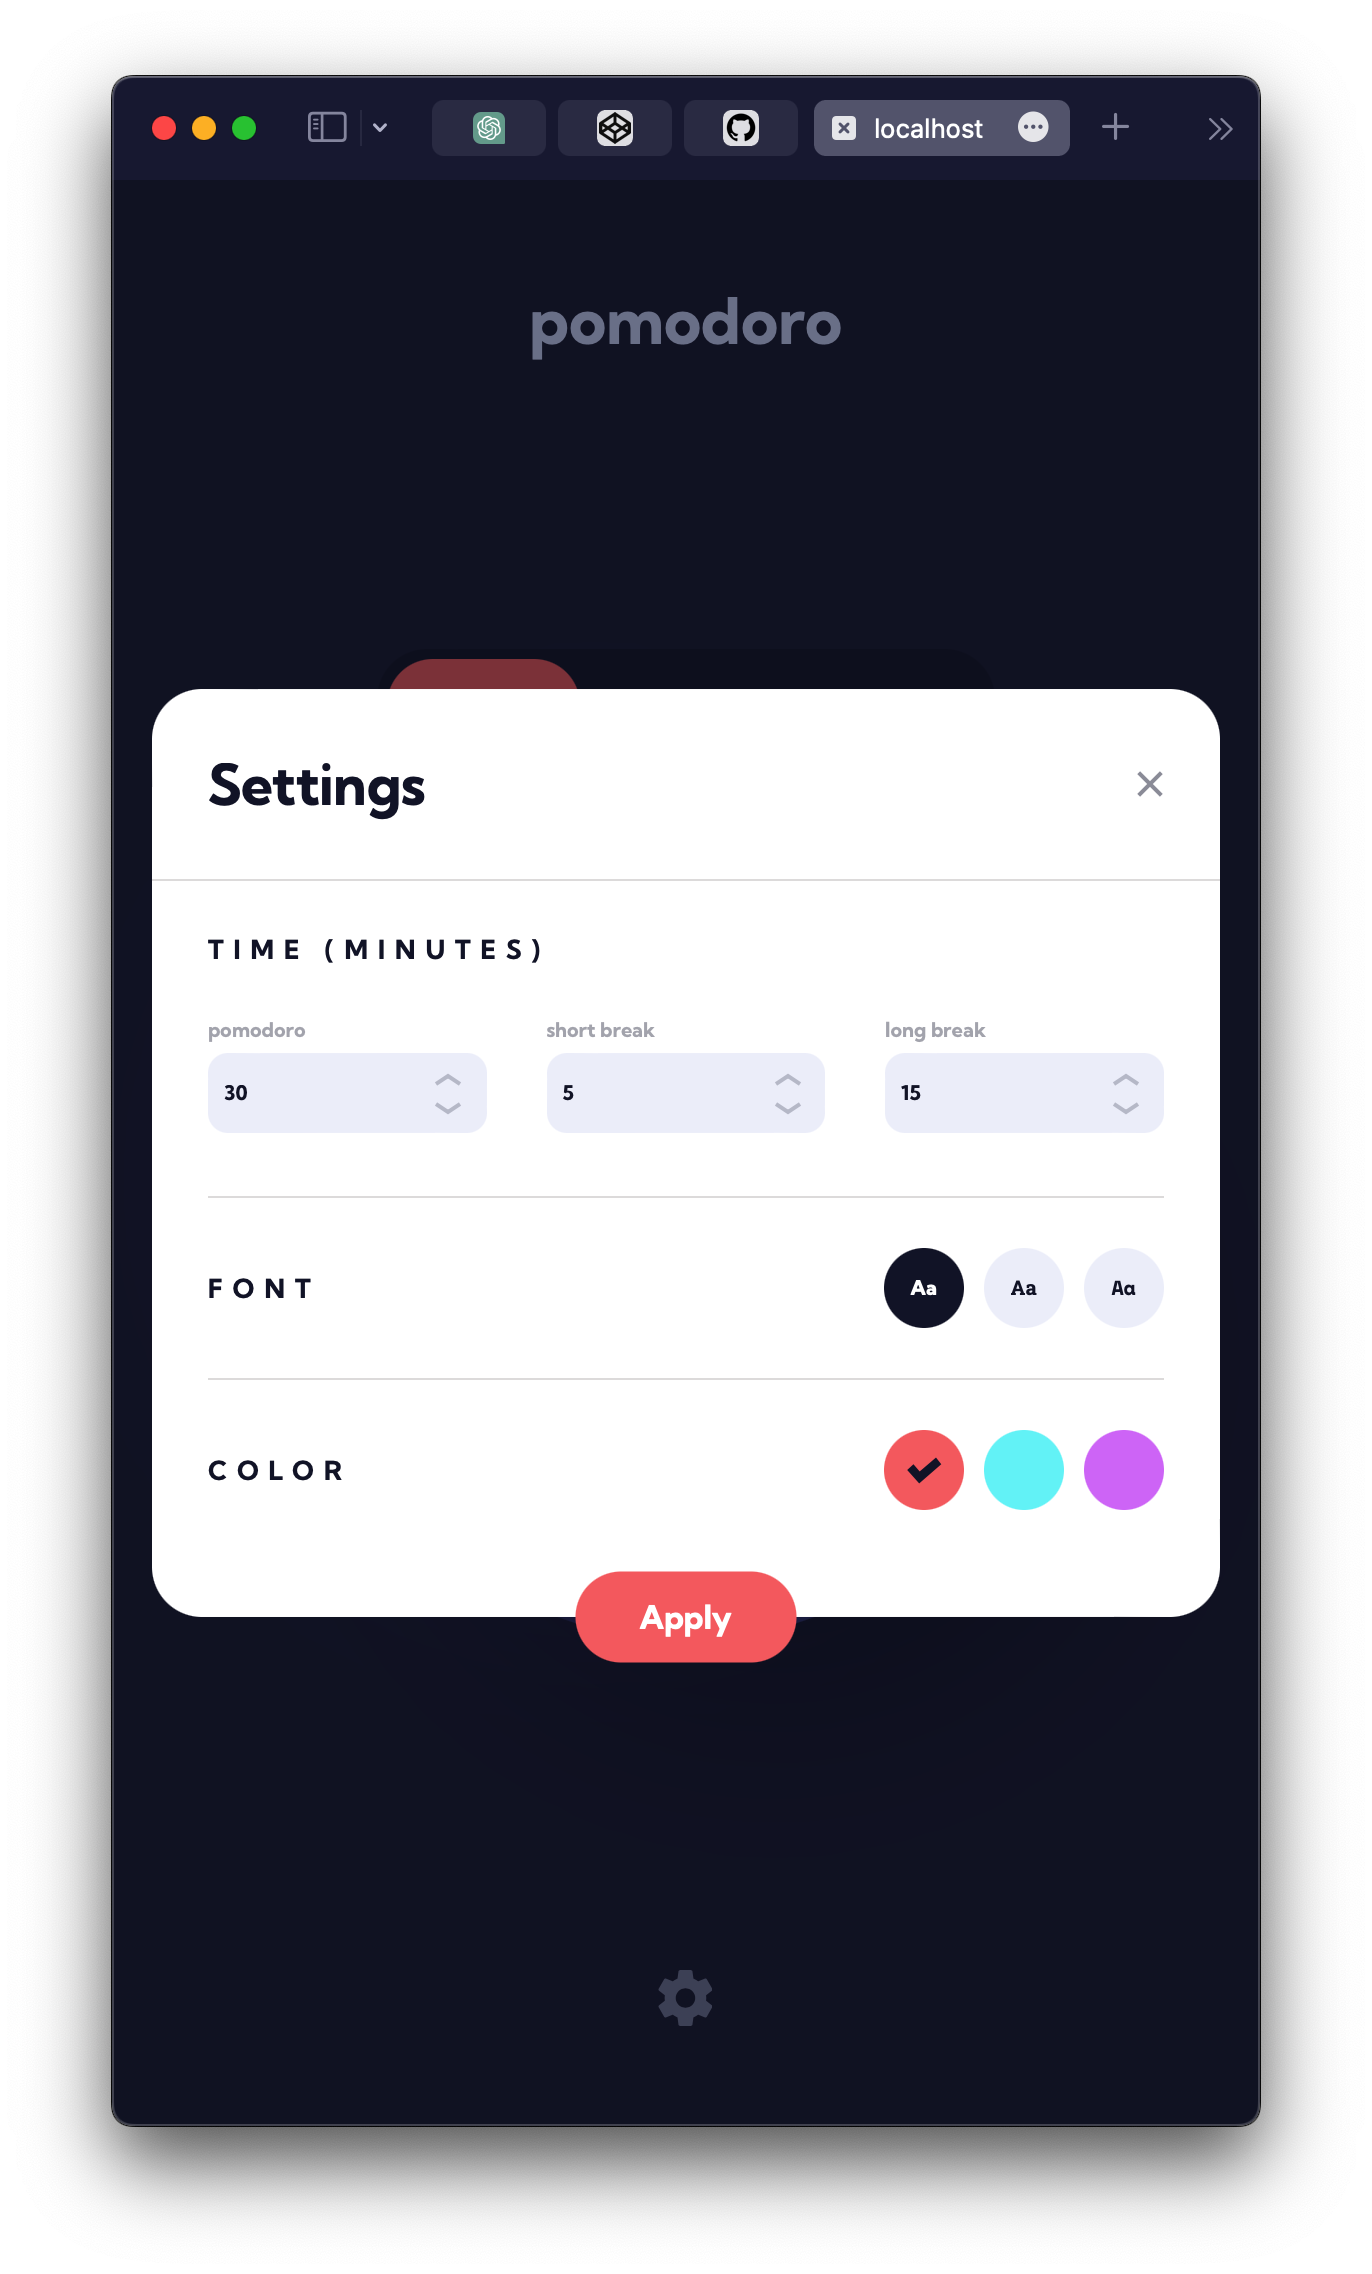 localhost
pomodoro
Settings
TIME (MINUTES)
pomodoro short break long break
30 5 15
FONT Aa Aa Aa
COLOR
Apply